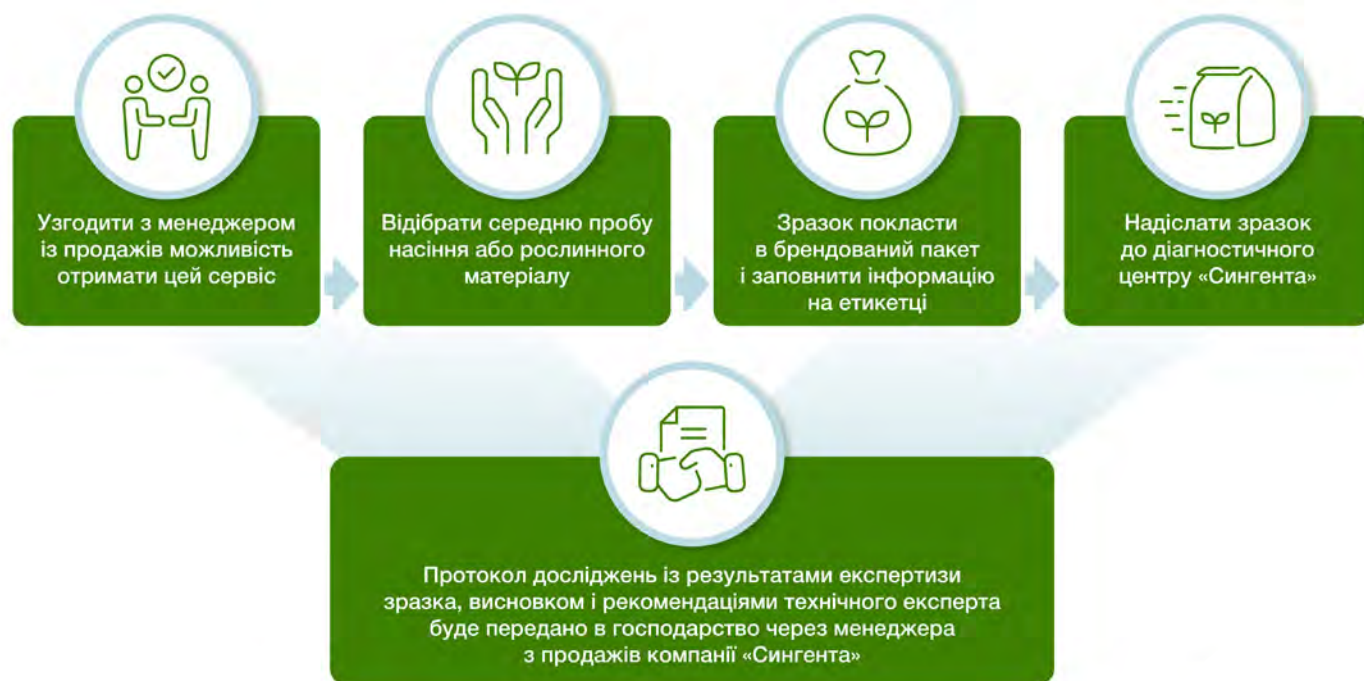 Узгодити з менеджером
із продажів можливість
отримати цей сервіс
Відібрати середню пробу
насіння або рослинного
матеріалу
Зразок покласти
в брендований пакет
і заповнити інформацію
на етикетці
Надіслати зразок
до діагностичного
центру «Сингента»
Протокол досліджень із результатами експертизи
зразка, висновком і рекомендаціями технічного експерта
буде передано в господарство через менеджера
з продажів компанії «Сингента»